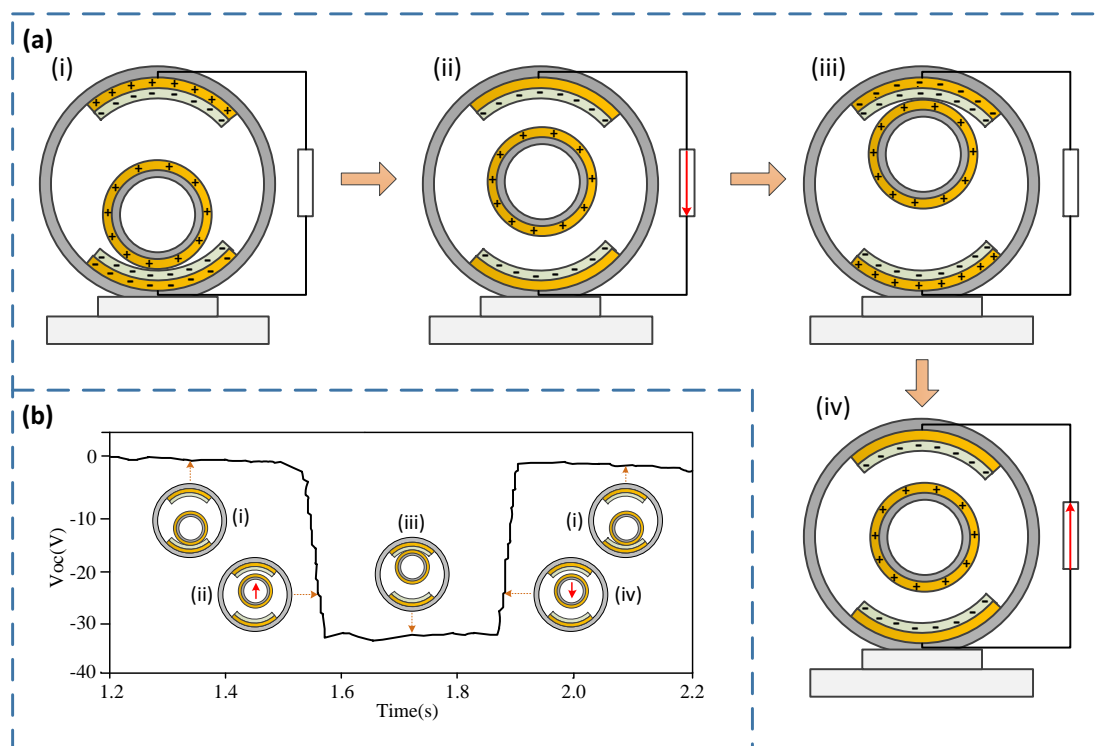 (a)
(i)
(ii)
(iii)
(iv)
(b)
Voc(V)
0
-10
-20
-30
-40
(i)
(ii)
(iii)
(iv)
(i)
1.2
1.4
1.6
1.8
2.0
2.2
Time(s)